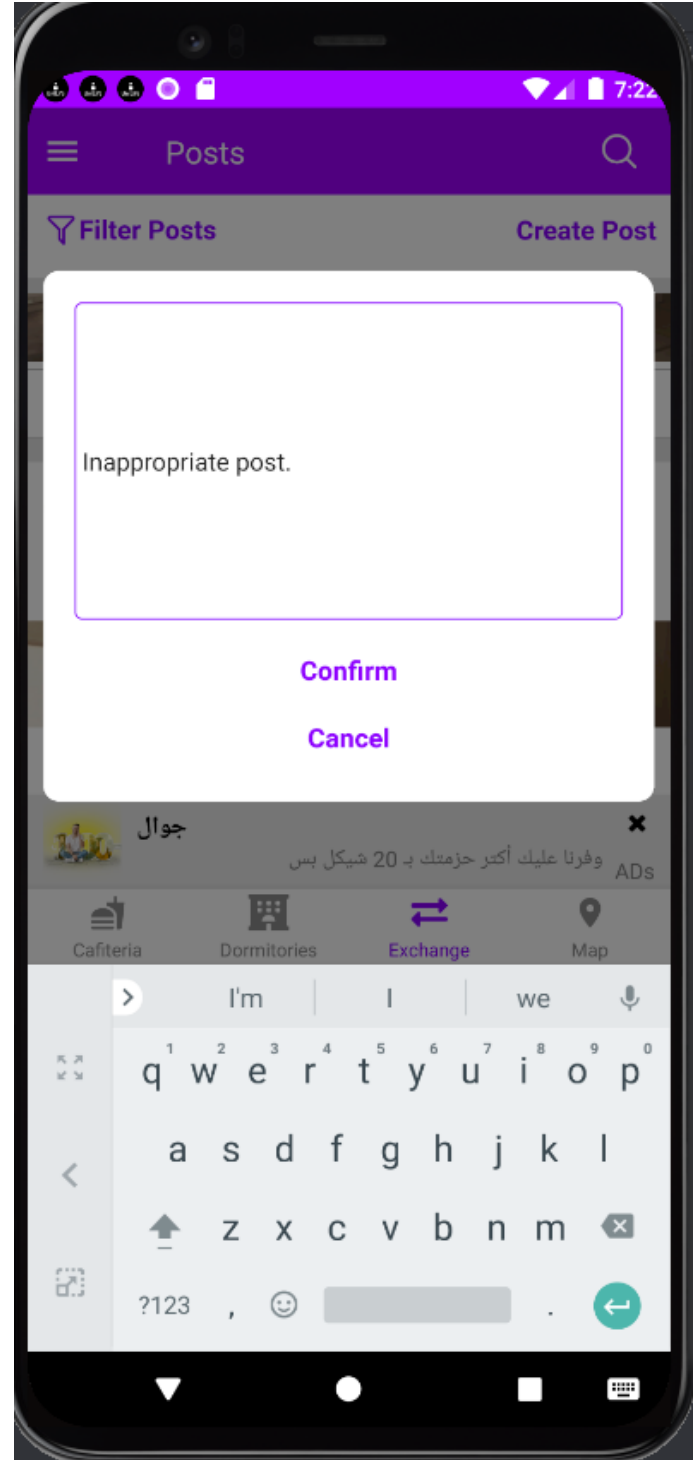 7:22
Posts
Filter Posts
Create Post
Inappropriate post.
Confirm
Cancel
جوال
وفرنا عليك أكتر حزمتك بـ 20 شيكل بس
ADs
Cafiteria
Dormitories
Exchange
Map
I'm
I
we
q 1 w 2 e 3 r 4 t 5 y 6 u 7 i 8 o 9 p 0
a s d f g h j k l
z x c v b n m
?123 , .